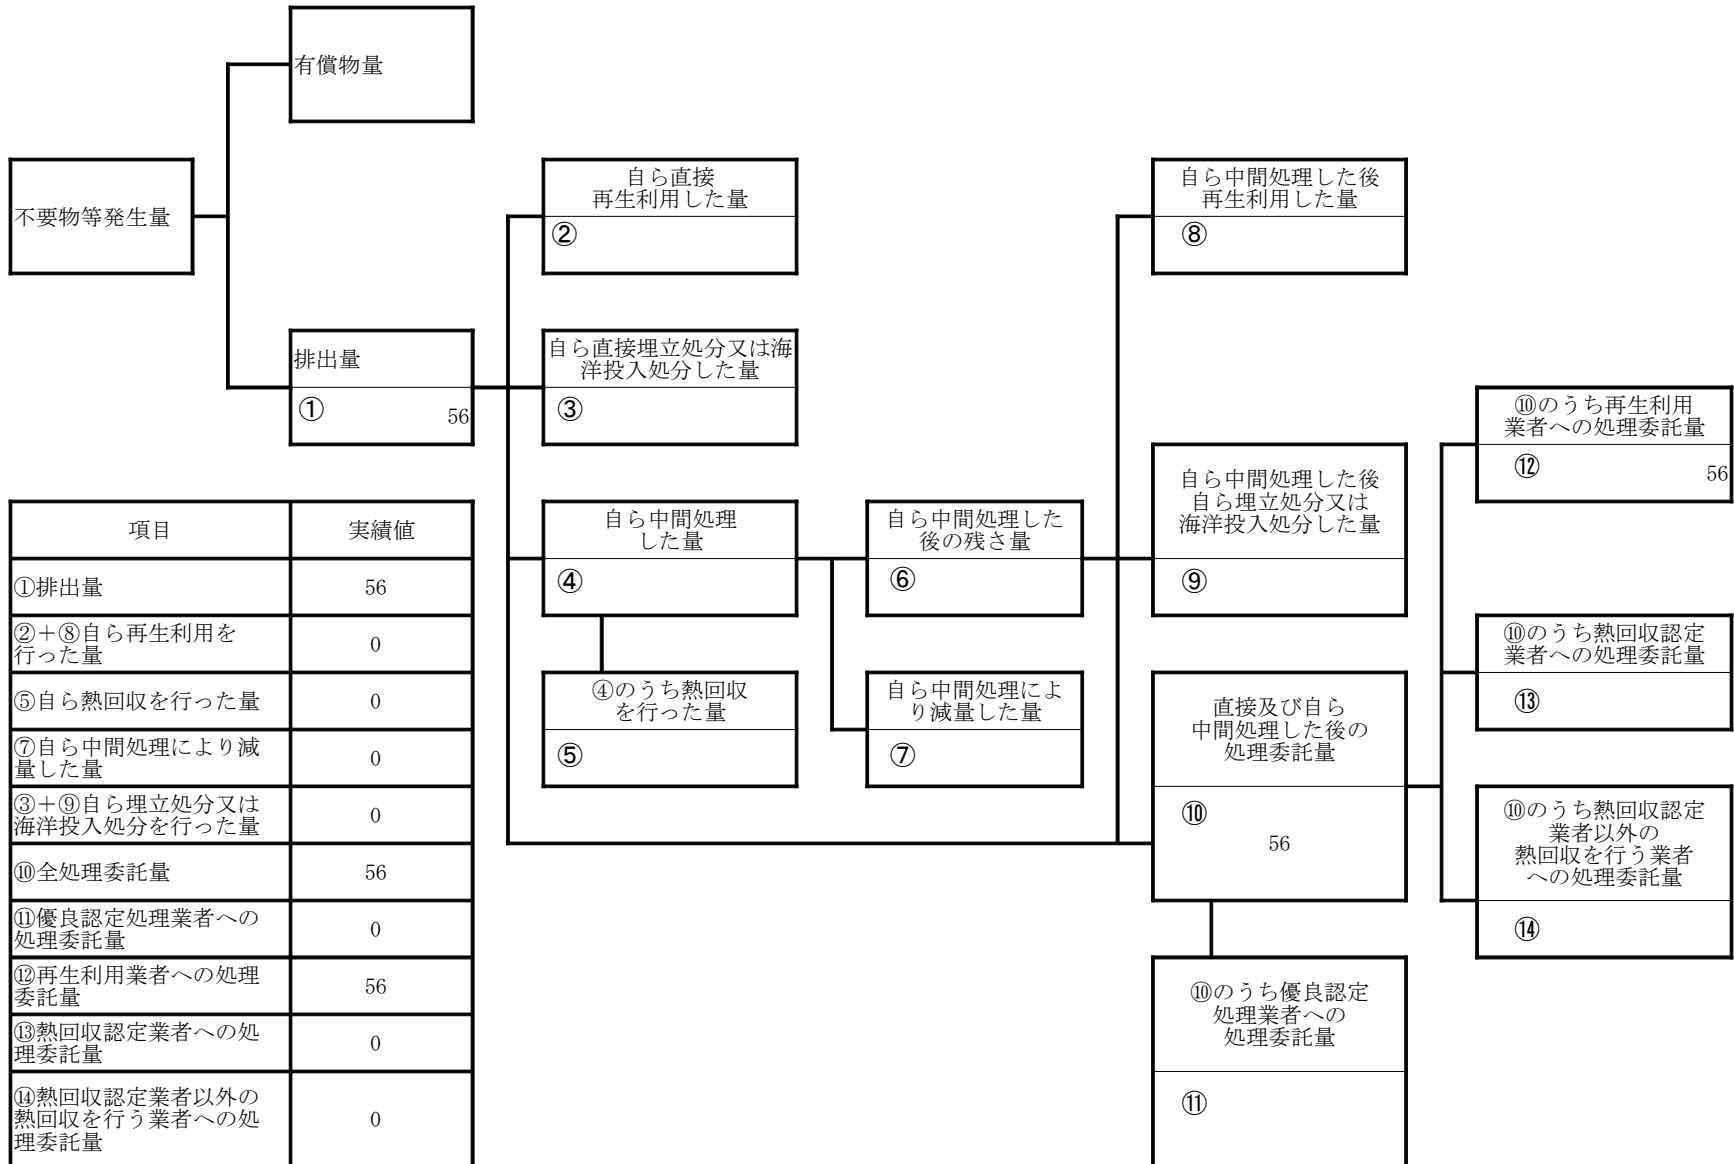 有償物量
不要物等発生量
自ら直接
再生利用した量
②
自ら中間処理した後
再生利用した量
⑧
排出量
①
56
自ら直接埋立処分又は海
洋投入処分した量
③
⑩のうち再生利用
業者への処理委託量
⑫
56
自ら中間処理
した量
④
自ら中間処理した
後の残さ量
⑥
自ら中間処理した後
自ら埋立処分又は
海洋投入処分した量
⑨
④のうち熱回収
を行った量
⑤
自ら中間処理によ
り減量した量
⑦
直接及び自ら
中間処理した後の
処理委託量
⑩
56
⑩のうち熱回収認定
業者への処理委託量
⑬
⑩のうち熱回収認定
業者以外の
熱回収を行う業者
への処理委託量
⑭
⑩のうち優良認定
処理業者への
処理委託量
⑪
項目 実績値
①排出量 56
②+⑧自ら再生利用を
行った量 0
⑤自ら熱回収を行った量 0
⑦自ら中間処理により減
量した量 0
③+⑨自ら埋立処分又は
海洋投入処分を行った量 0
⑩全処理委託量 56
⑪優良認定処理業者への
処理委託量 0
⑫再生利用業者への処理
委託量 56
⑬熱回収認定業者への処
理委託量 0
⑭熱回収認定業者以外の
熱回収を行う業者への処
理委託量 0